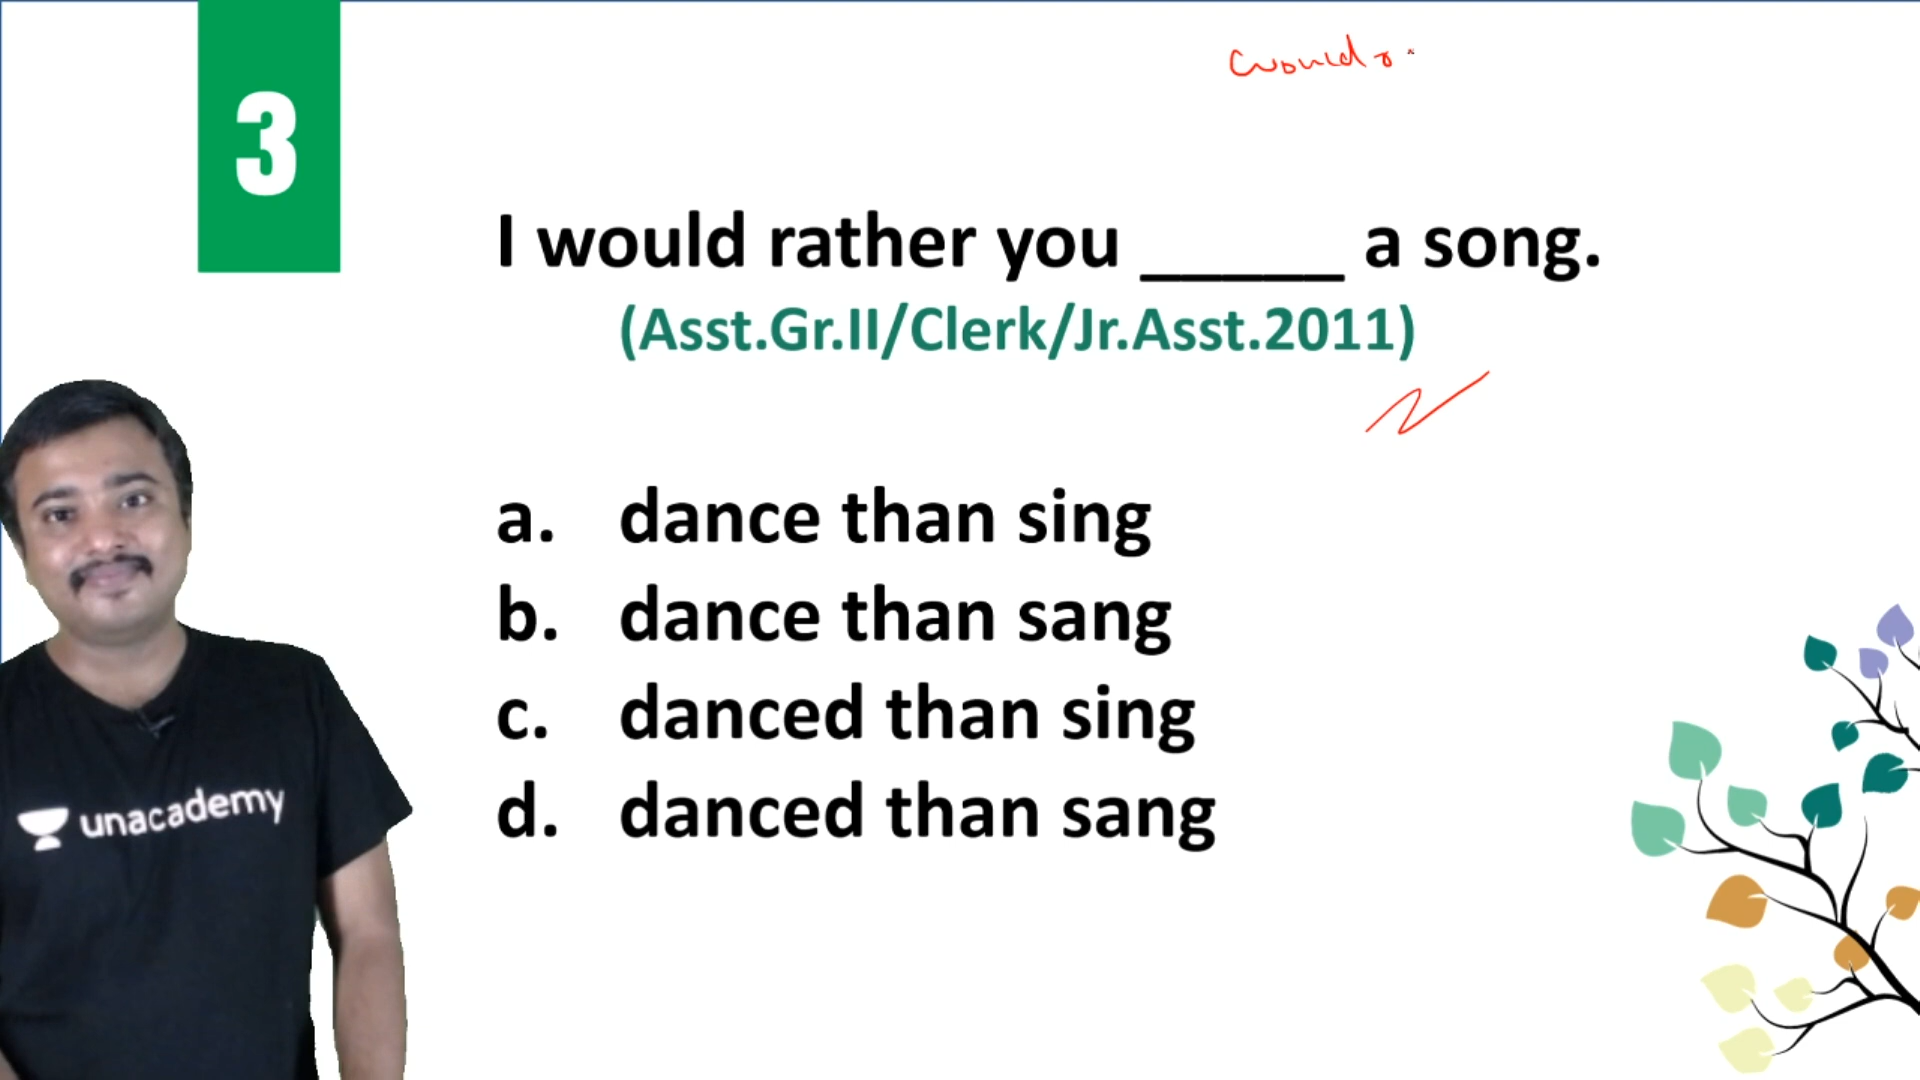 would
3
I would rather you _____ a song.
(Asst.Gr.II/Clerk/Jr.Asst.2011)
a. dance than sing
b. dance than sang
c. danced than sing
d. danced than sang
unacademy